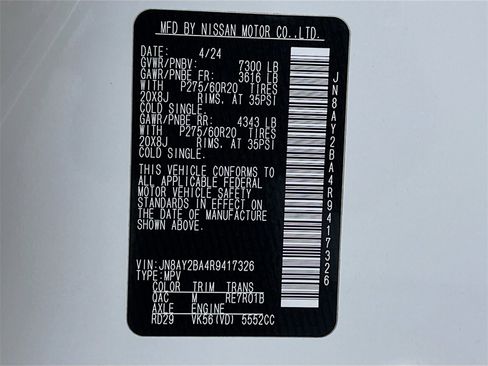 MFD BY NISSAN MOTOR CO.,LTD.
DATE: 4/24
GVWR/PNBV: 7300 LB
GAWR/PNBE FR: 3616 LB
WITH P275/60R20 TIRES
20X8J RIMS. AT 35PSI
COLD SINGLE.
GAWR/PNBE RR: 4343 LB
WITH P275/60R20 TIRES
20X8J RIMS. AT 35PSI
COLD SINGLE.
THIS VEHICLE CONFORMS TO
ALL APPLICABLE FEDERAL
MOTOR VEHICLE SAFETY
STANDARDS IN EFFECT ON
THE DATE OF MANUFACTURE
SHOWN ABOVE.
VIN:JN8AY2BA4R9417326
TYPE:MPV
COLOR TRIM TRANS
QAC M RE7R01B
AXLE ENGINE
RD29 VK56(VD) 5552CC
JN8AY2BA4R9417326